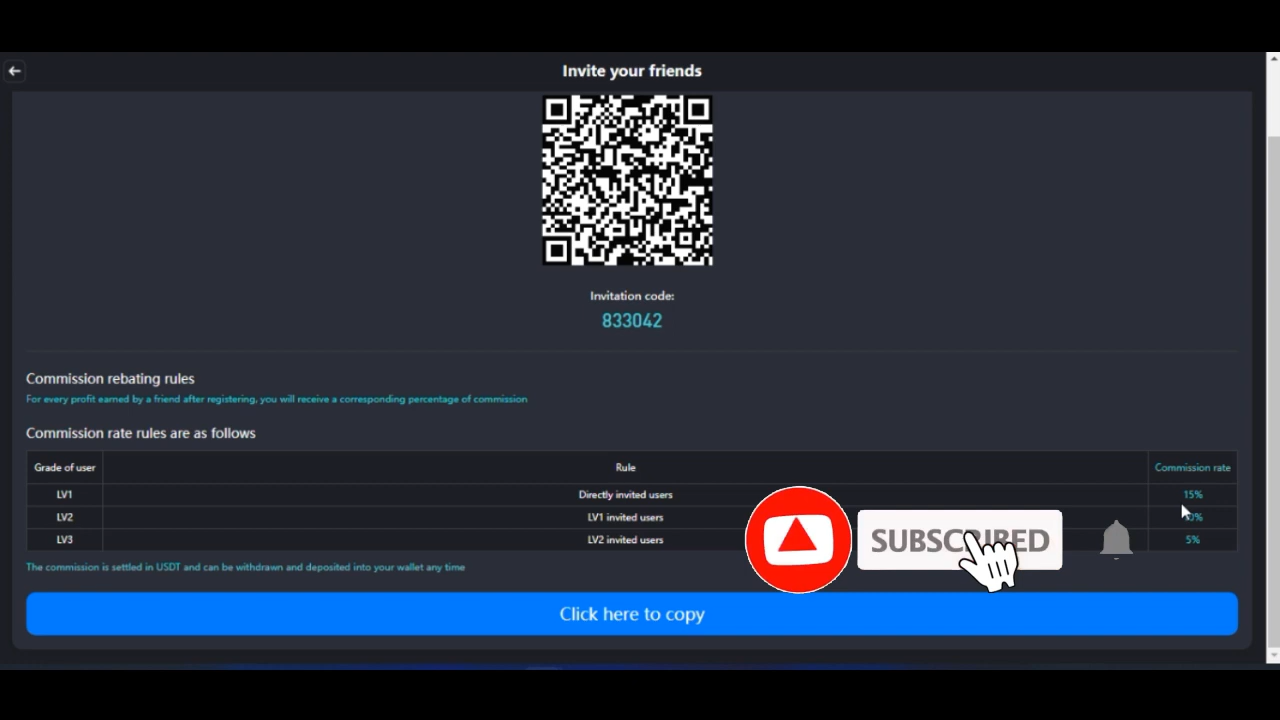 Invite your friends
Invitation code:
833042
Commission rebating rules
For every profit earned by a friend after registering, you will receive a corresponding percentage of commission
Commission rate rules are as follows
Grade of user Rule Commission rate
LV1 Directly invited users 15%
LV2 LV1 invited users
LV3 LV2 invited users 5%
SUBSCRIBED
The commission is settled in USDT and can be withdrawn and deposited into your wallet any time
Click here to copy